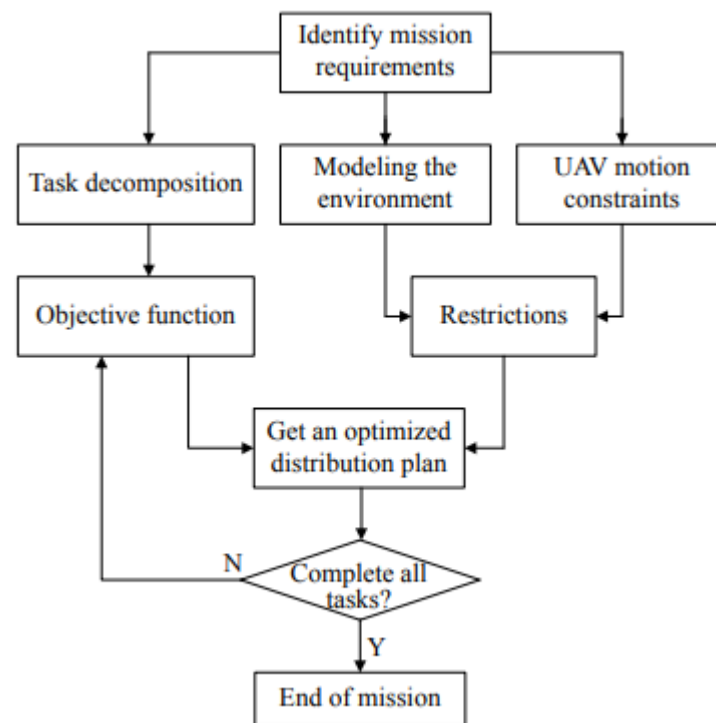 Identify mission
requirements
Task decomposition
Modeling the
environment
UAV motion
constraints
Objective function
Restrictions
Get an optimized
distribution plan
N
Complete all
tasks?
Y
End of mission